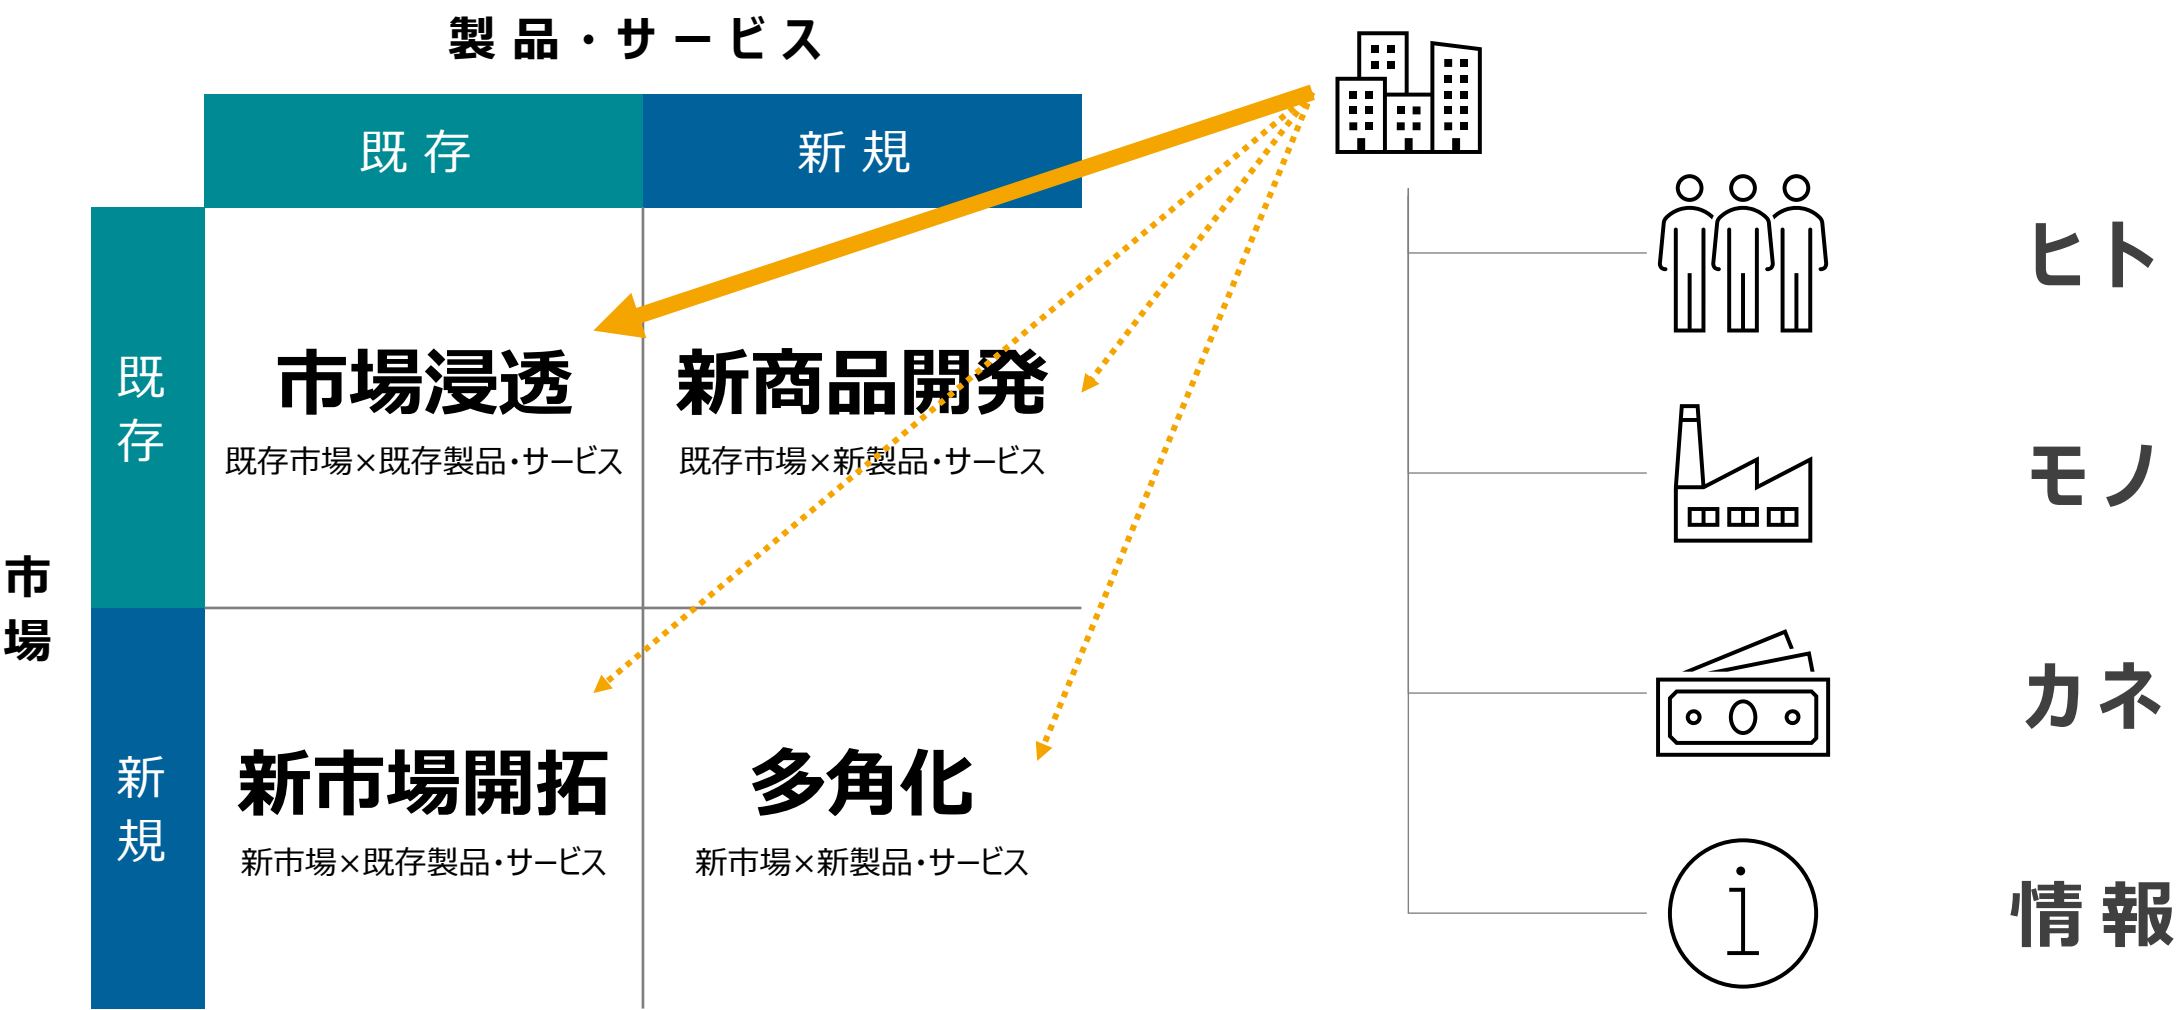 製品・サービス
既存
新規
市場
既存
新規
市場浸透
既存市場×既存製品・サービス
新商品開発
既存市場×新製品・サービス
新市場開拓
新市場×既存製品・サービス
多角化
新市場×新製品・サービス
ヒト
モノ
カネ
情報